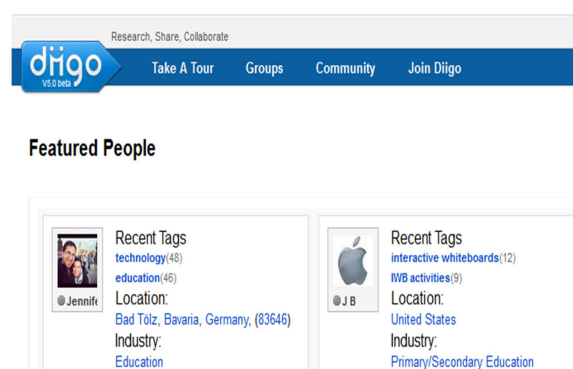 Research, Share, Collaborate
diigo
V5.0 beta
Take A Tour Groups Community Join Diigo
Featured People
Recent Tags
technology(48)
education(46)
Jennife
Location:
Bad Tölz, Bavaria, Germany, (83646)
Industry:
Education
Recent Tags
interactive whiteboards(12)
IWB activities(9)
J B
Location:
United States
Industry:
Primary/Secondary Education